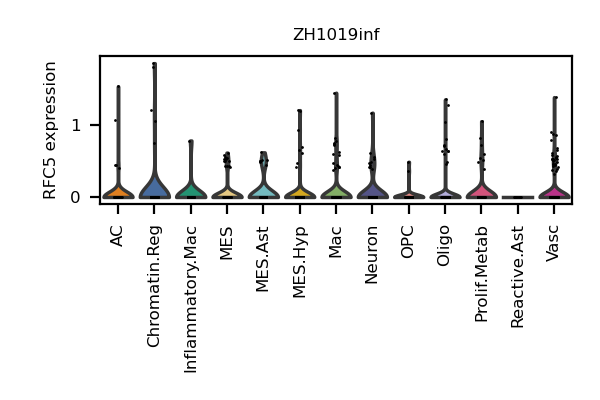 ZH1019inf
RFC5 expression
1
0
AC
Chromatin.Reg
Inflammatory.Mac
MES
MES.Ast
MES.Hyp
Mac
Neuron
OPC
Oligo
Prolif.Metab
Reactive.Ast
Vasc